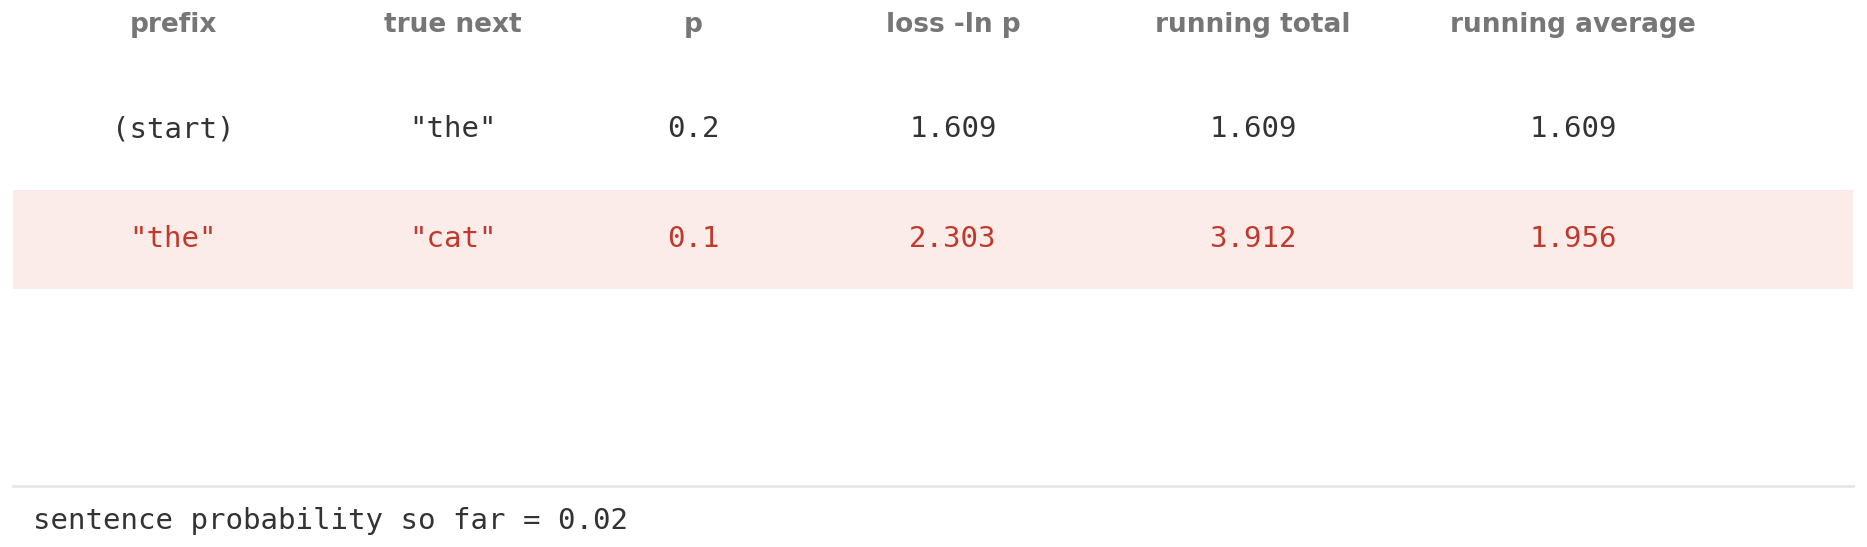 prefix true next p loss -ln p running total running average
(start) "the" 0.2 1.609 1.609 1.609
"the" "cat" 0.1 2.303 3.912 1.956
sentence probability so far = 0.02